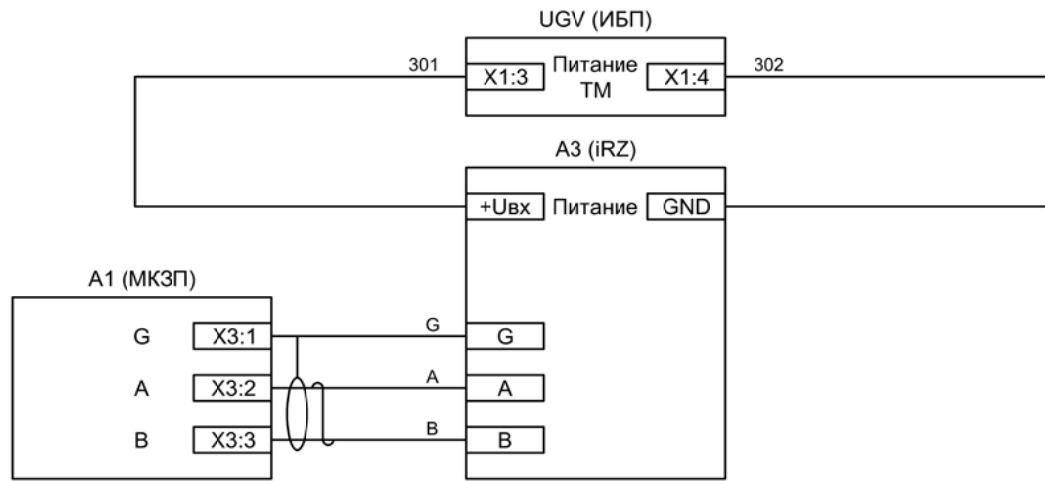 UGV (ИБП)
301
X1:3
Питание
ТМ
X1:4
302
A3 (iRZ)
+Uвх
Питание
GND
A1 (МКЗП)
G
X3:1
G
G
A
X3:2
A
A
B
X3:3
B
B